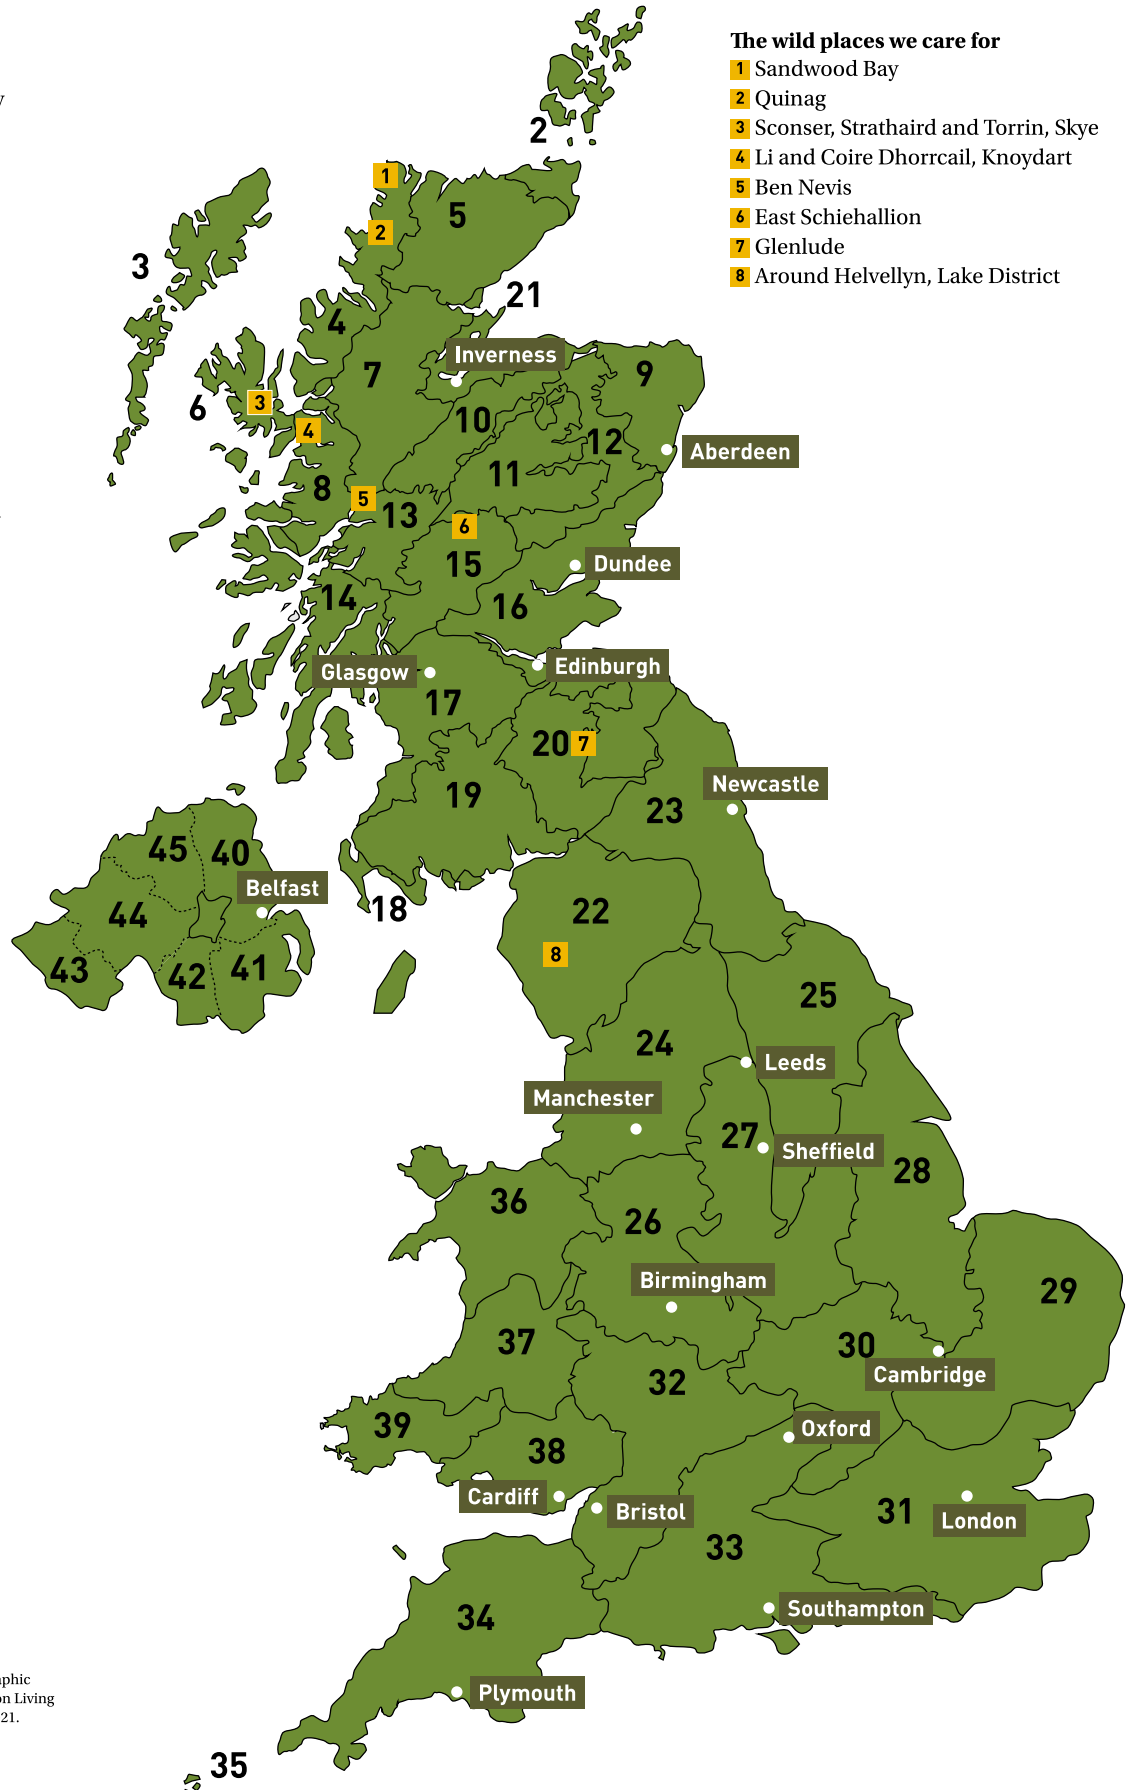 The wild places we care for
1 Sandwood Bay
2 Quinag
3 Sconser, Strathaird and Torrin, Skye
4 Li and Coire Dhorrcail, Knoydart
5 Ben Nevis
6 East Schiehallion
7 Glenlude
8 Around Helvellyn, Lake District
y
2
1
5
2
3
21
4
Inverness
7
9
6
3
10
4
12
Aberdeen
11
8
5
13
6
15
Dundee
14
16
Glasgow
Edinburgh
17
20
7
Newcastle
19
23
45
40
Belfast
18
44
22
8
43
42
41
25
24
Leeds
Manchester
27
Sheffield
28
36
26
Birmingham
29
37
30
Cambridge
32
39
Oxford
38
Cardiff
Bristol
31
London
33
34
Southampton
aphic
on Living
21.
Plymouth
35